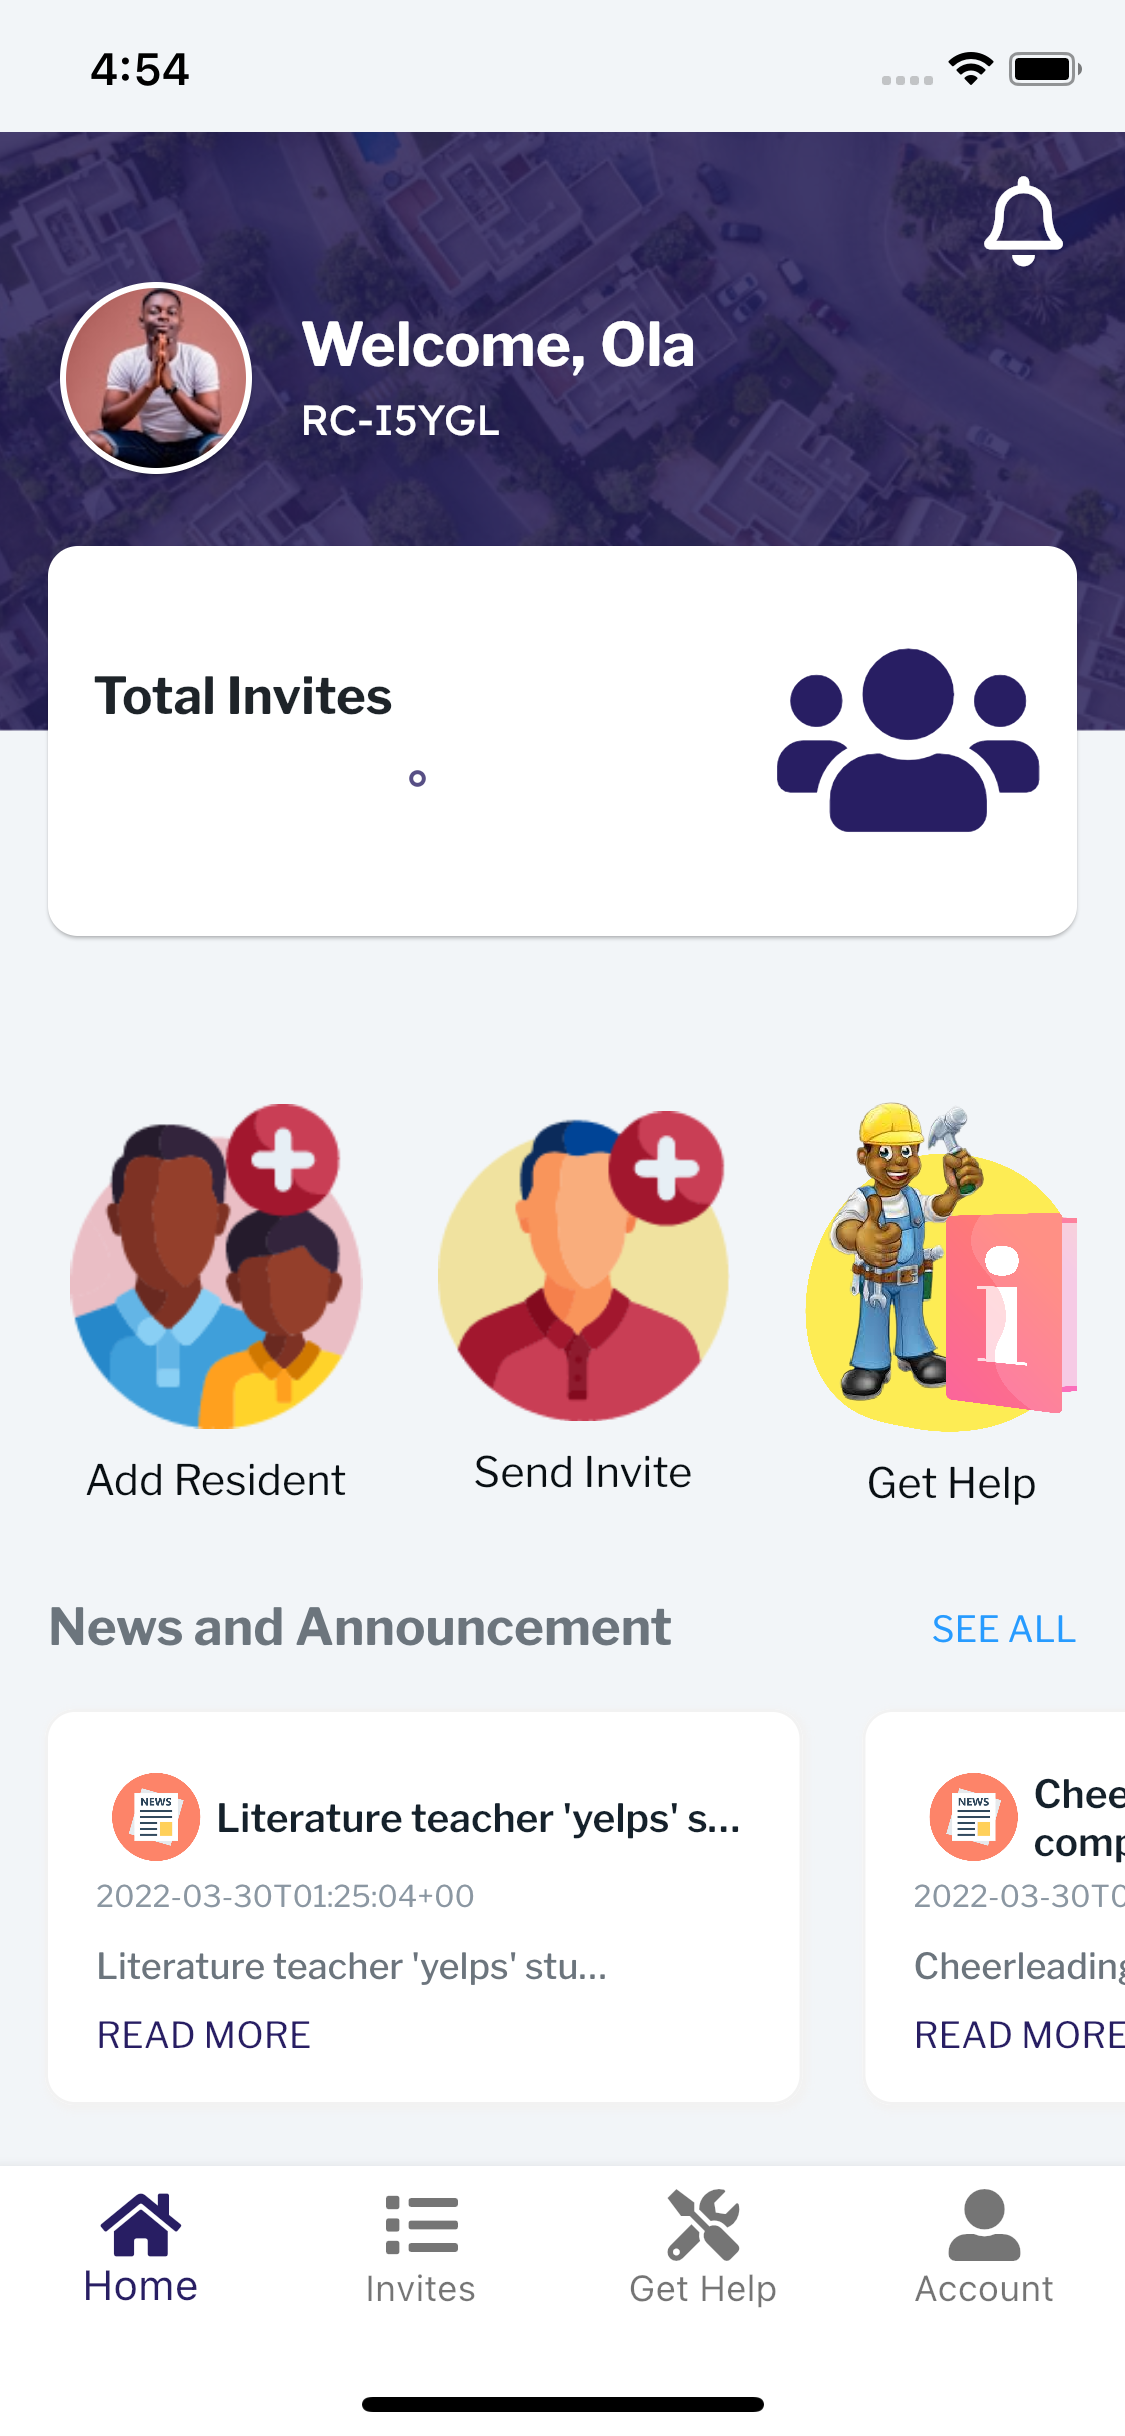 4:54
Welcome, Ola
RC-I5YGL
Total Invites
Add Resident
Send Invite
i
Get Help
News and Announcement
SEE ALL
NEWS
Literature teacher 'yelps' s...
2022-03-30T01:25:04+00
Literature teacher 'yelps' stu...
READ MORE
NEWS
Chee
comp
2022-03-30T0
Cheerleading
READ MORE
Home
Invites
Get Help
Account